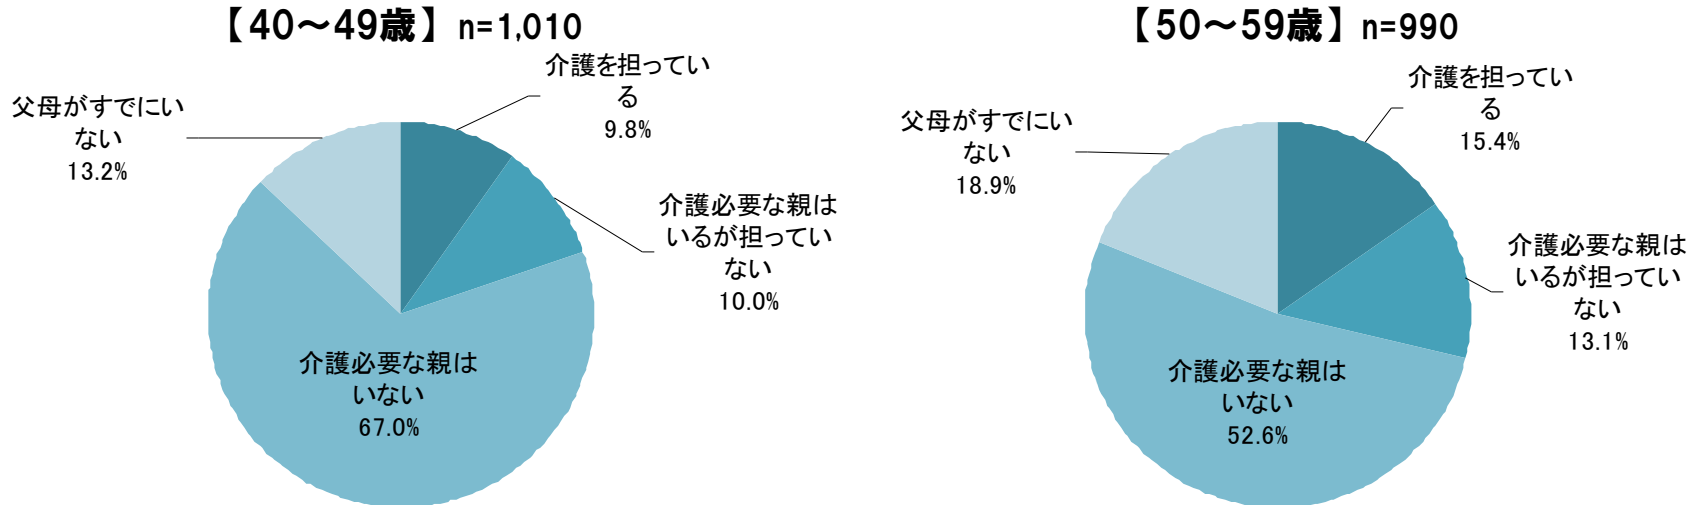 【40～49歳】 n=1,010
介護を担ってい
る
9.8%
父母がすでにい
ない
13.2%
介護必要な親は
いるが担ってい
ない
10.0%
介護必要な親は
いない
67.0%
【50～59歳】 n=990
介護を担ってい
る
15.4%
父母がすでにい
ない
18.9%
介護必要な親は
いるが担ってい
ない
13.1%
介護必要な親は
いない
52.6%